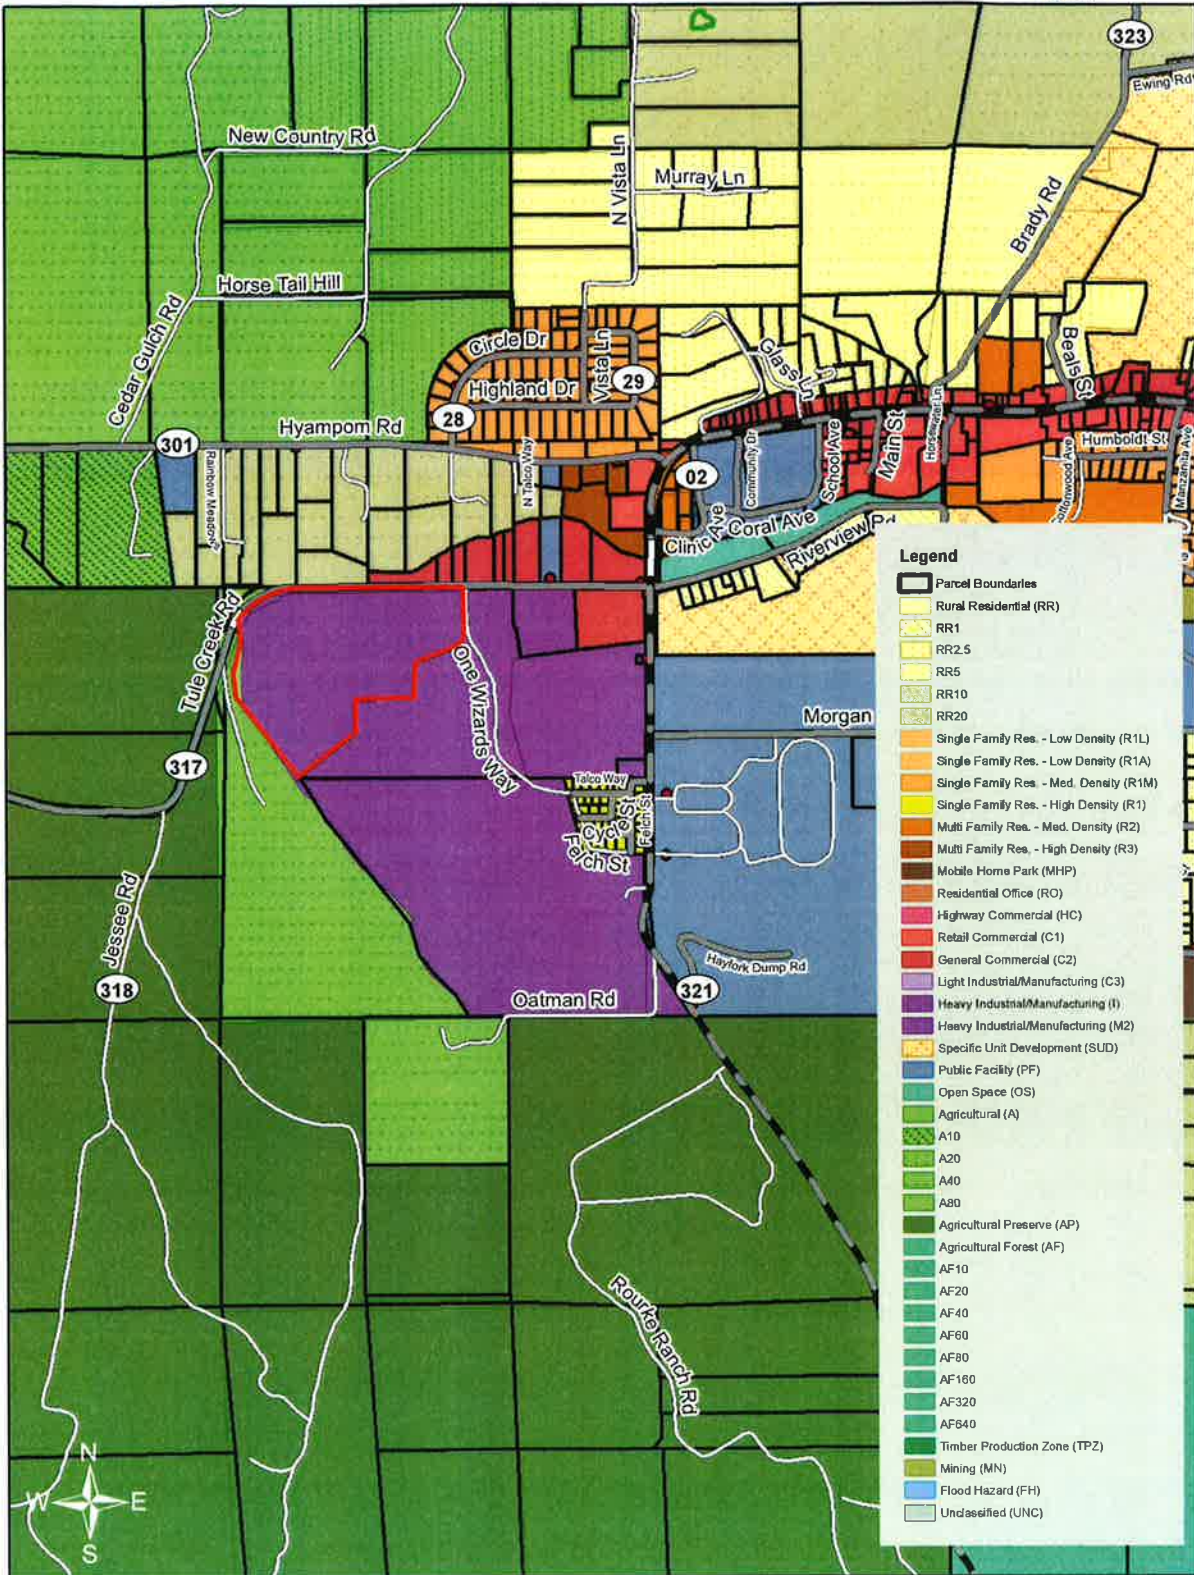 323
Ewing Rd
New Country Rd
N Vista Ln
Murray Ln
Brady Rd
Horse Tail Hill
Cedar Gulch Rd
Circle Dr
Vista Ln
29
Glass Ln
Beals St
Highland Dr
28
Hyampom Rd
301
Rainbow Meadow
N Talco Way
02
Community Dr
School Ave
Main St
Horsewater Ln
Humboldt St
Cottonwood Ave
Manzanita Ave
Clinic Ave
Coral Ave
Riverview Rd
Tule Creek Rd
One Wizards Way
317
Morgan
Talco Way
Cycle St
Felch St
Felch St
Jessee Rd
318
Hayfork Dump Rd
Oatman Rd
321
Rourke Ranch Rd
N
W
E
S
Legend
Parcel Boundaries
Rural Residential (RR)
RR1
RR2.5
RR5
RR10
RR20
Single Family Res. - Low Density (R1L)
Single Family Res. - Low Density (R1A)
Single Family Res. - Med. Density (R1M)
Single Family Res. - High Density (R1)
Multi Family Res. - Med. Density (R2)
Multi Family Res. - High Density (R3)
Mobile Home Park (MHP)
Residential Office (RO)
Highway Commercial (HC)
Retail Commercial (C1)
General Commercial (C2)
Light Industrial/Manufacturing (C3)
Heavy Industrial/Manufacturing (I)
Heavy Industrial/Manufacturing (M2)
Specific Unit Development (SUD)
Public Facility (PF)
Open Space (OS)
Agricultural (A)
A10
A20
A40
A80
Agricultural Preserve (AP)
Agricultural Forest (AF)
AF10
AF20
AF40
AF60
AF80
AF160
AF320
AF640
Timber Production Zone (TPZ)
Mining (MN)
Flood Hazard (FH)
Unclassified (UNC)